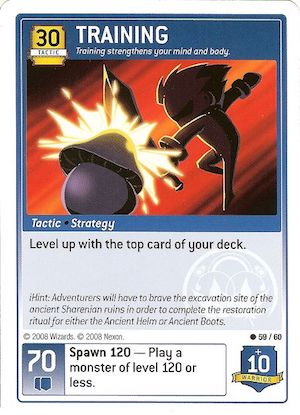 30
TACTIC
TRAINING
Training strengthens your mind and body.
Tactic • Strategy
Level up with the top card of your deck.
iHint: Adventurers will have to brave the excavation site of the
ancient Sharenian ruins in order to complete the restoration
ritual for either the Ancient Helm or Ancient Boots.
© 2008 Wizards. © 2008 Nexon.
● 59 / 60
70
Spawn 120 — Play a
monster of level 120 or
less.
+
10
WARRIOR